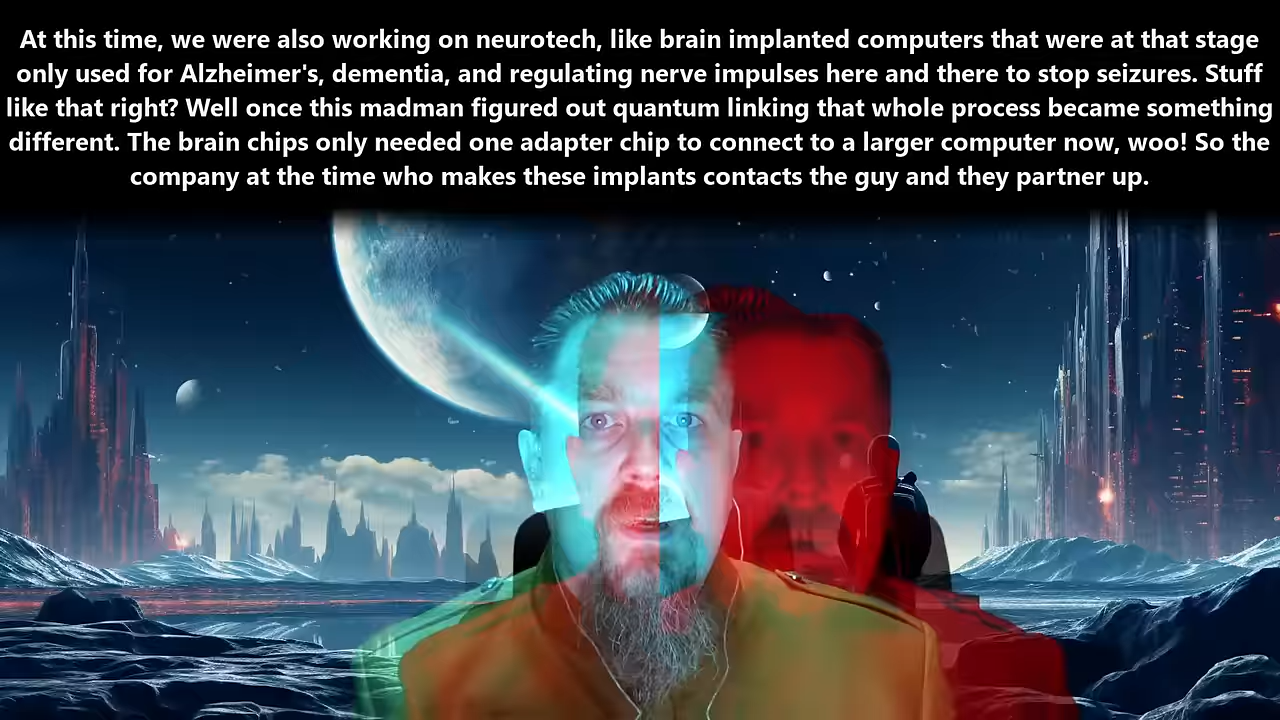 At this time, we were also working on neurotech, like brain implanted computers that were at that stage
only used for Alzheimer's, dementia, and regulating nerve impulses here and there to stop seizures. Stuff
like that right? Well once this madman figured out quantum linking that whole process became something
different. The brain chips only needed one adapter chip to connect to a larger computer now, woo! So the
company at the time who makes these implants contacts the guy and they partner up.